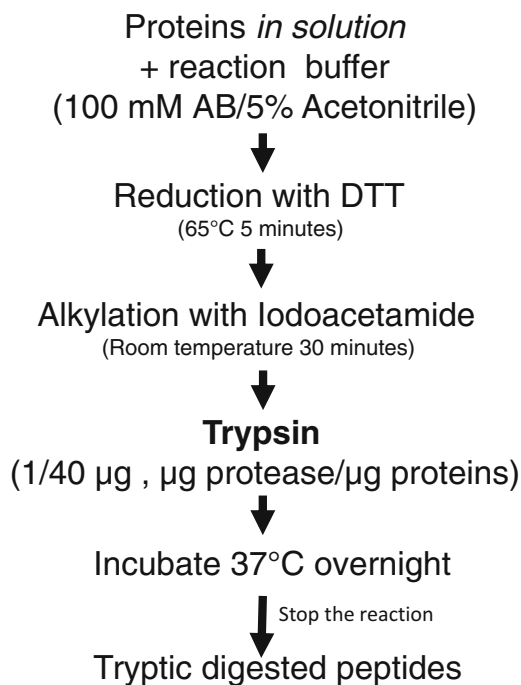 Proteins in solution
+ reaction buffer
(100 mM AB/5% Acetonitrile)
Reduction with DTT
(65°C 5 minutes)
Alkylation with Iodoacetamide
(Room temperature 30 minutes)
Trypsin
(1/40 µg , µg protease/µg proteins)
Incubate 37°C overnight
Stop the reaction
Tryptic digested peptides